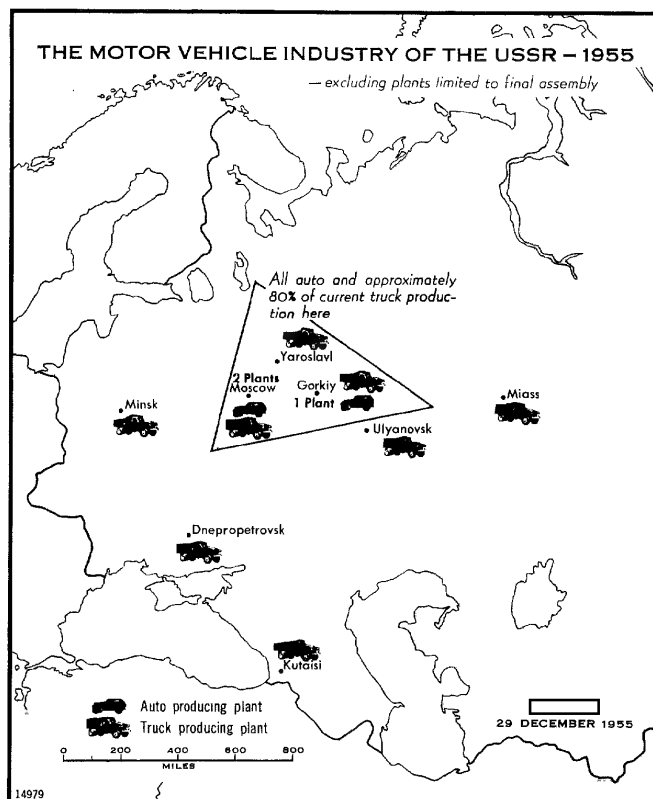 THE MOTOR VEHICLE INDUSTRY OF THE USSR – 1955
— excluding plants limited to final assembly
All auto and approximately
80% of current truck produc-
tion here
Yaroslavl
2 Plants
Moscow
Gorkiy
1 Plant
Minsk
Miass
Ulyanovsk
Dnepropetrovsk
Kutaisi
Auto producing plant
Truck producing plant
0 200 400 600 800
MILES
29 DECEMBER 1955
14979